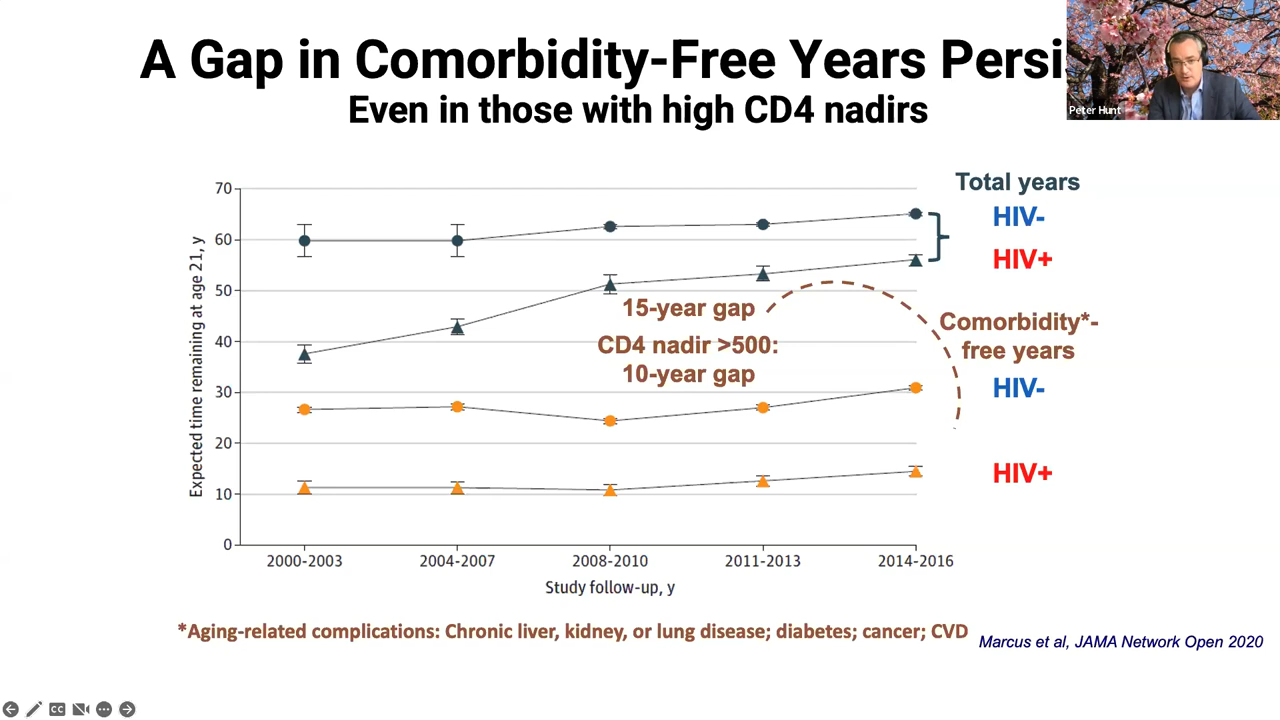 A Gap in Comorbidity-Free Years Persi
Even in those with high CD4 nadirs
Peter Hunt
Expected time remaining at age 21, y
70
60
50
40
30
20
10
0
2000-2003
2004-2007
2008-2010
2011-2013
2014-2016
Study follow-up, y
Total years
HIV-
HIV+
15-year gap
CD4 nadir >500:
10-year gap
Comorbidity*-
free years
HIV-
HIV+
*Aging-related complications: Chronic liver, kidney, or lung disease; diabetes; cancer; CVD
Marcus et al, JAMA Network Open 2020
CC